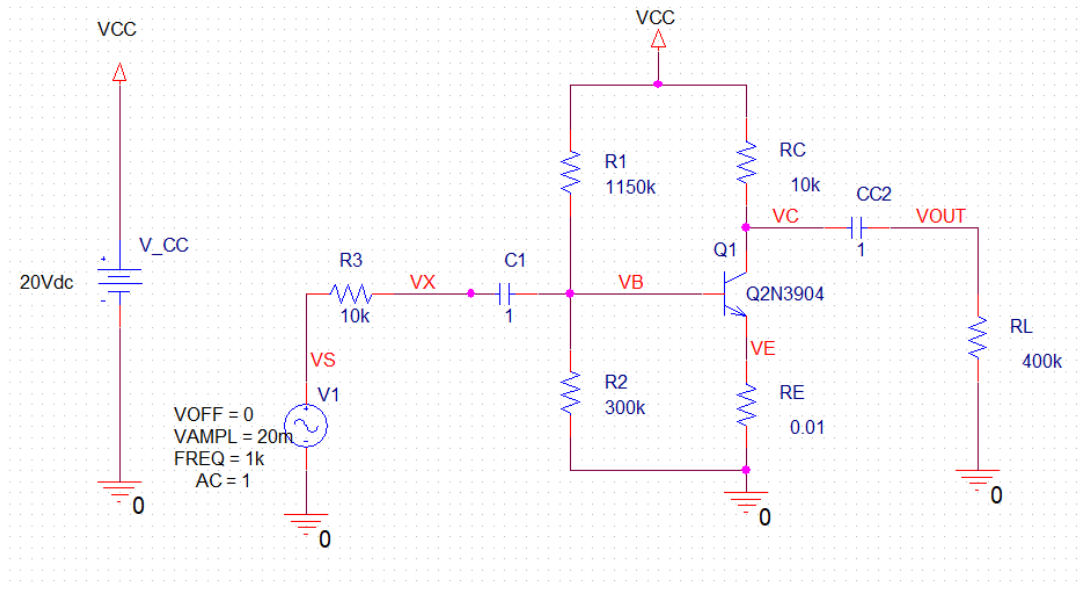 VCC
VCC
R1
1150k
RC
10k
CC2
VC
VOUT
1
V_CC
+
20Vdc
-
R3
10k
VX
C1
1
VB
Q1
Q2N3904
RL
400k
VS
VE
V1
VOFF = 0
VAMPL = 20m
FREQ = 1k
AC = 1
+
-
R2
300k
RE
0.01
0
0
0
0